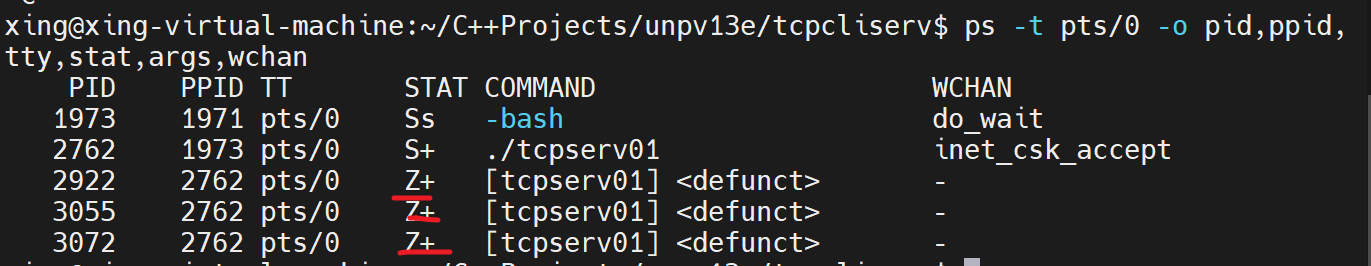 xing@xing-virtual-machine:~/C++Projects/unpv13e/tcpcliserv$ ps -t pts/0 -o pid,ppid,
tty,stat,args,wchan
PID PPID TT STAT COMMAND WCHAN
1973 1971 pts/0 Ss -bash do_wait
2762 1973 pts/0 S+ ./tcpserv01 inet_csk_accept
2922 2762 pts/0 Z+ [tcpserv01] <defunct> -
3055 2762 pts/0 Z+ [tcpserv01] <defunct> -
3072 2762 pts/0 Z+ [tcpserv01] <defunct> -